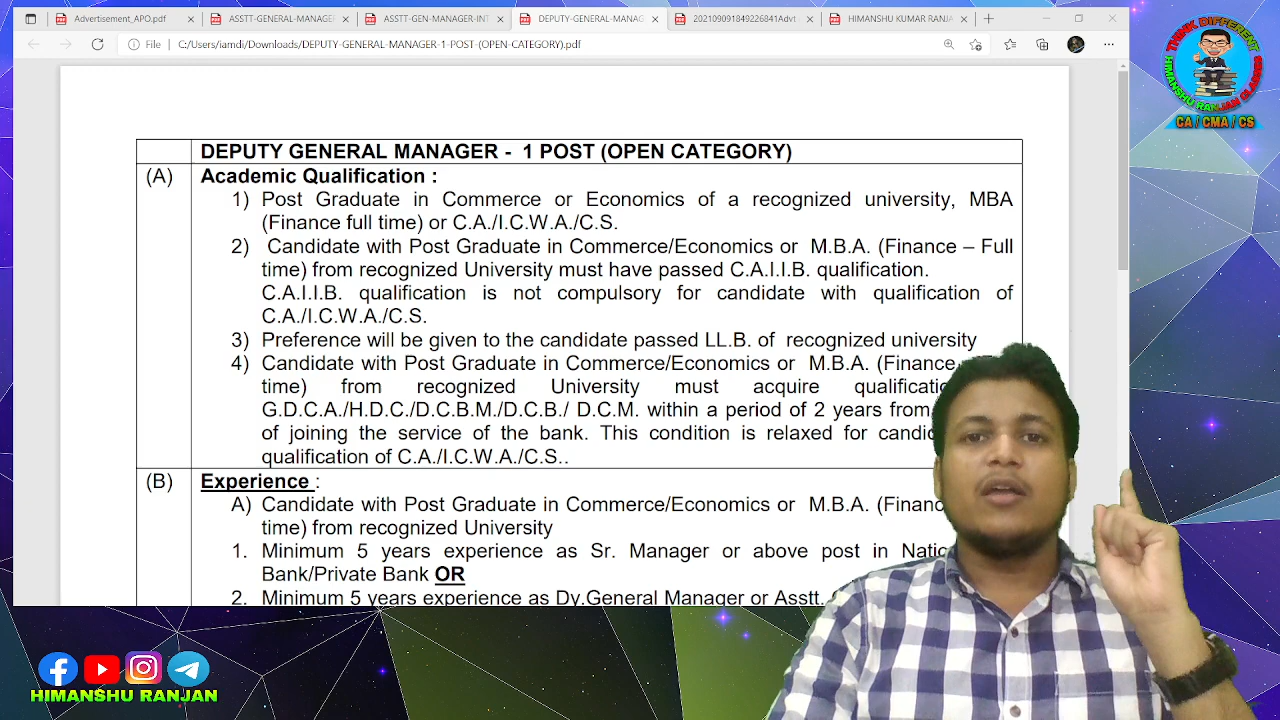 Advertisement_APO.pdf
ASSTT-GENERAL-MANAGER
ASSTT-GEN-MANAGER-INT
DEPUTY-GENERAL-MANAG
20210909184922@541Advt
HIMANSHU KUMAR RANJA
File
C:/Users/iamdi/Downloads/DEPUTY-GENERAL-MANAGER-1-POST-(OPEN CATEGORY).pdf
THINK DIFFERENT
HIMANSHU RANJAN CLASSES
CA / CMA / CS
DEPUTY GENERAL MANAGER - 1 POST (OPEN CATEGORY)
(A) Academic Qualification :
1) Post Graduate in Commerce or Economics of a recognized university, MBA
(Finance full time) or C.A./I.C.W.A./C.S.
2) Candidate with Post Graduate in Commerce/Economics or M.B.A. (Finance – Full
time) from recognized University must have passed C.A.I.I.B. qualification.
C.A.I.I.B. qualification is not compulsory for candidate with qualification of
C.A./I.C.W.A./C.S.
3) Preference will be given to the candidate passed LL.B. of recognized university
4) Candidate with Post Graduate in Commerce/Economics or M.B.A. (Finance
time) from recognized University must acquire
G.D.C.A./H.D.C./D.C.B.M./D.C.B./ D.C.M. within a period of 2 years from
of joining the service of the bank. This condition is relaxed for
qualification of C.A./I.C.W.A./C.S..
(B) Experience :
A) Candidate with Post Graduate in Commerce/Economics or M.B.A.
time) from recognized University
1. Minimum 5 years experience as Sr. Manager or above post in
Bank/Private Bank OR
2. Minimum 5 years experience as Dy.General Manager or Asstt.
HIMANSHU RANJAN